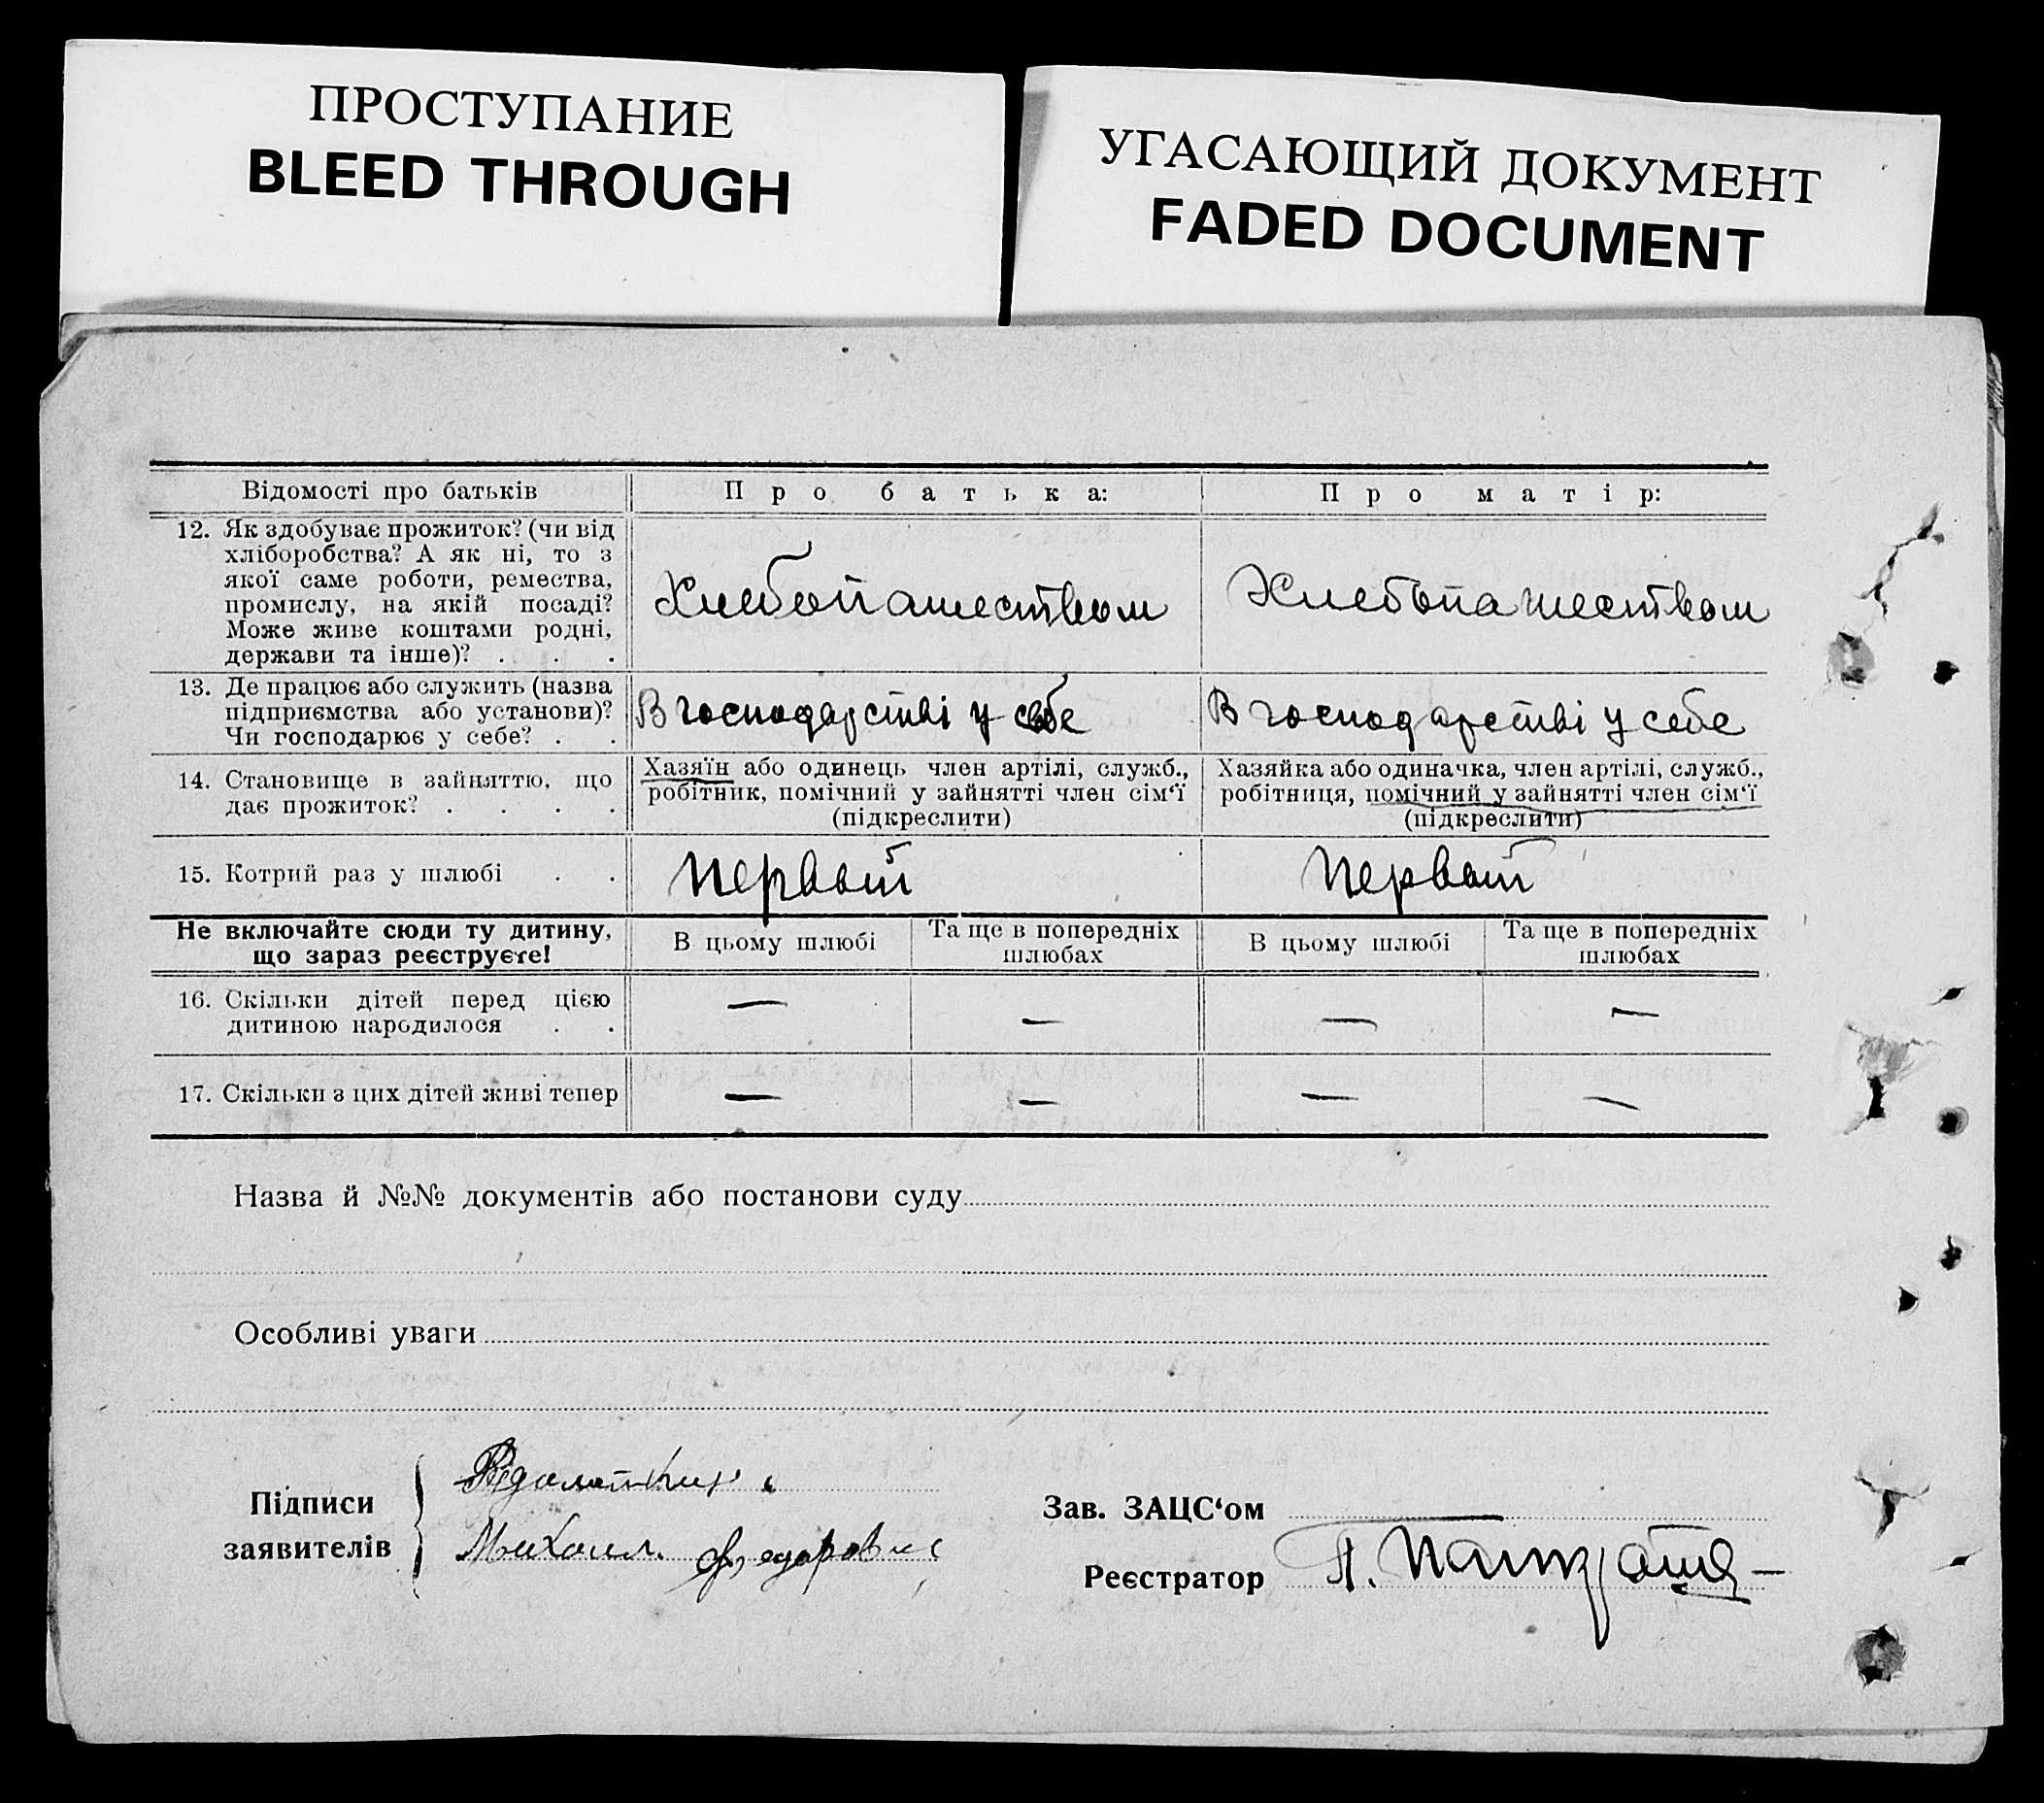 ПРОСТУПАНИЕ
BLEED THROUGH
УГАСАЮЩИЙ ДОКУМЕНТ
FADED DOCUMENT
Відомості про батьків
Про батька:
Про матір:
12. Як здобуває прожиток? (чи від
хліборобства? А як ні, то з
якої саме роботи, ремества,
промислу, на якій посаді?
Може живе коштами родні,
держави та інше)? . . .
Хлебопашеством
Хлебопашеством
13. Де працює або служить (назва
підприємства або установи)?
Чи господарює у себе? . .
В господарстві у себе
В господарстві у себе
14. Становище в зайняттю, що
дає прожиток? . . . .
Хазяїн або одинець член артілі, служб.,
робітник, помічний у зайнятті член сім‘ї
(підкреслити)
Хазяйка або одиначка, член артілі, служб.,
робітниця, помічний у зайнятті член сім‘ї
(підкреслити)
15. Котрий раз у шлюбі . .
Первый
Первый
Не включайте сюди ту дитину,
що зараз реєструєте!
В цьому шлюбі
Та ще в попередніх
шлюбах
В цьому шлюбі
Та ще в попередніх
шлюбах
16. Скільки дітей перед цією
дитиною народилося . .
— — — —
17. Скільки з цих дітей живі тепер
— — — —
Назва й №№ документів або постанови суду
Особливі уваги
Підписи
заявителів
Михаил Федорович
Зав. ЗАЦС‘ом
Реєстратор